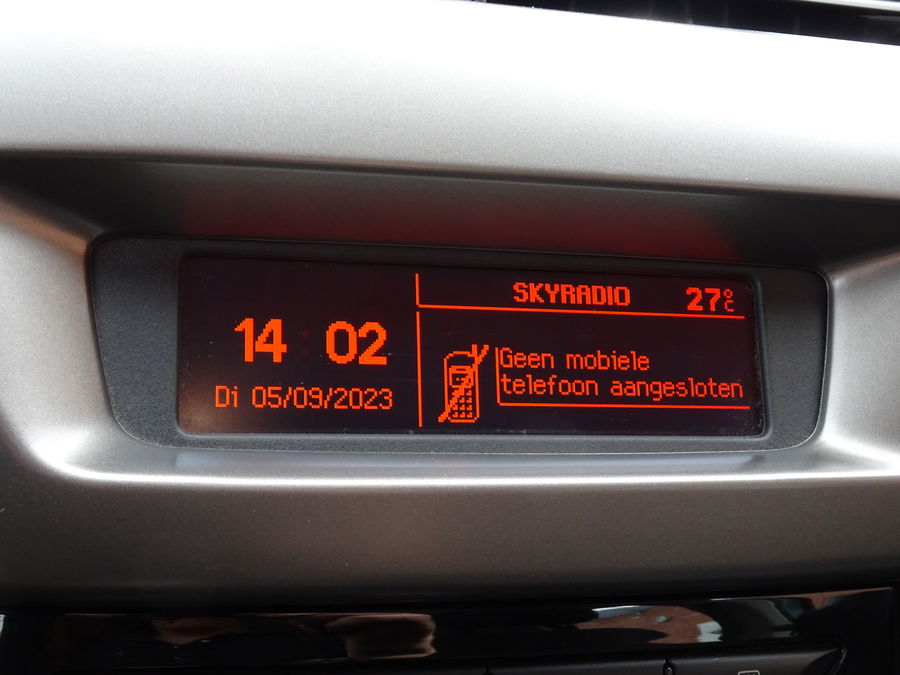 14 02
Di 05/09/2023
SKYRADIO 27°C
Geen mobiele
telefoon aangesloten